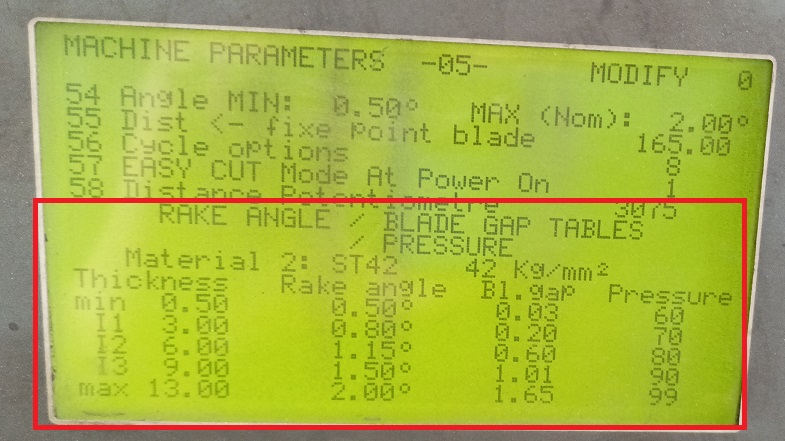 MACHINE PARAMETERS -05- MODIFY 0
54 Angle MIN: 0.50° MAX (Nom): 2.00°
55 Dist <- fixe point blade 165.00
56 Cycle options 8
57 EASY CUT Mode At Power On 1
58 Distance Potentiometre 3075
RAKE ANGLE / BLADE GAP TABLES
/ PRESSURE
Material 2: ST42 42 Kg/mm²
Thickness Rake angle Bl.gap Pressure
min 0.50 0.50° 0.03 60
I1 3.00 0.80° 0.20 70
I2 6.00 1.15° 0.60 80
I3 9.00 1.50° 1.01 90
max 13.00 2.00° 1.65 99